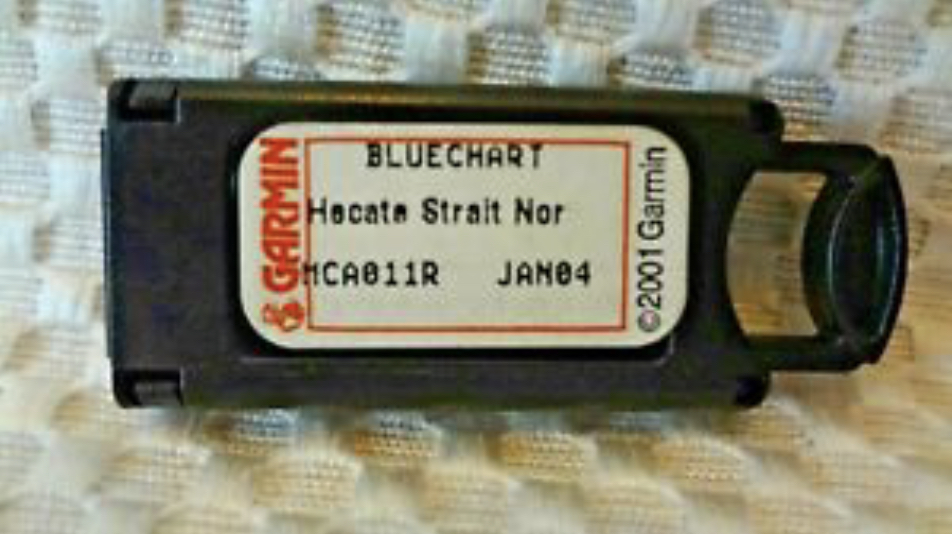 BLUECHART
Hecate Strait Nor
MCA011R JAN04
GARMIN
©2001 Garmin